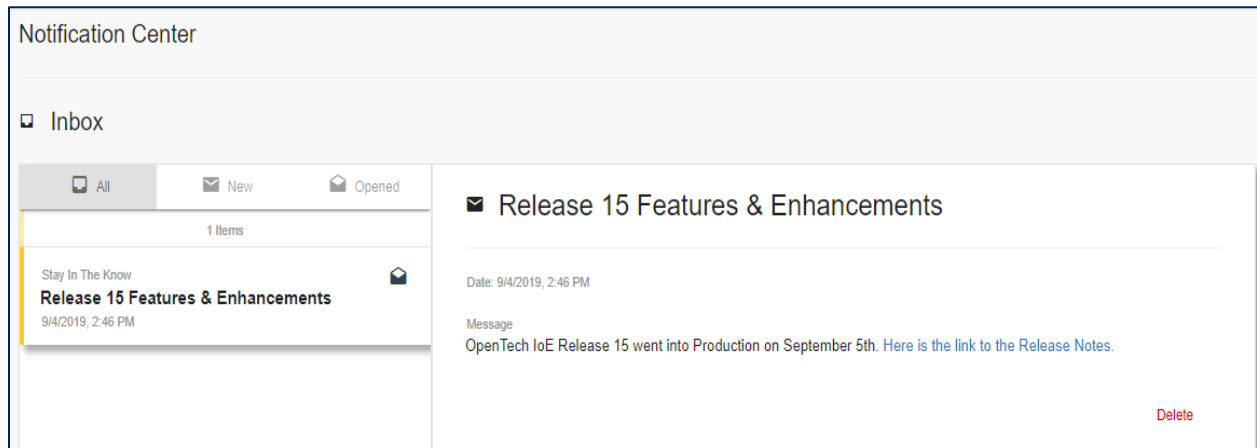 Notification Center
Inbox
All
New
Opened
1 Items
Stay In The Know
Release 15 Features & Enhancements
9/4/2019, 2:46 PM
Release 15 Features & Enhancements
Date: 9/4/2019, 2:46 PM
Message
OpenTech IoE Release 15 went into Production on September 5th. Here is the link to the Release Notes.
Delete